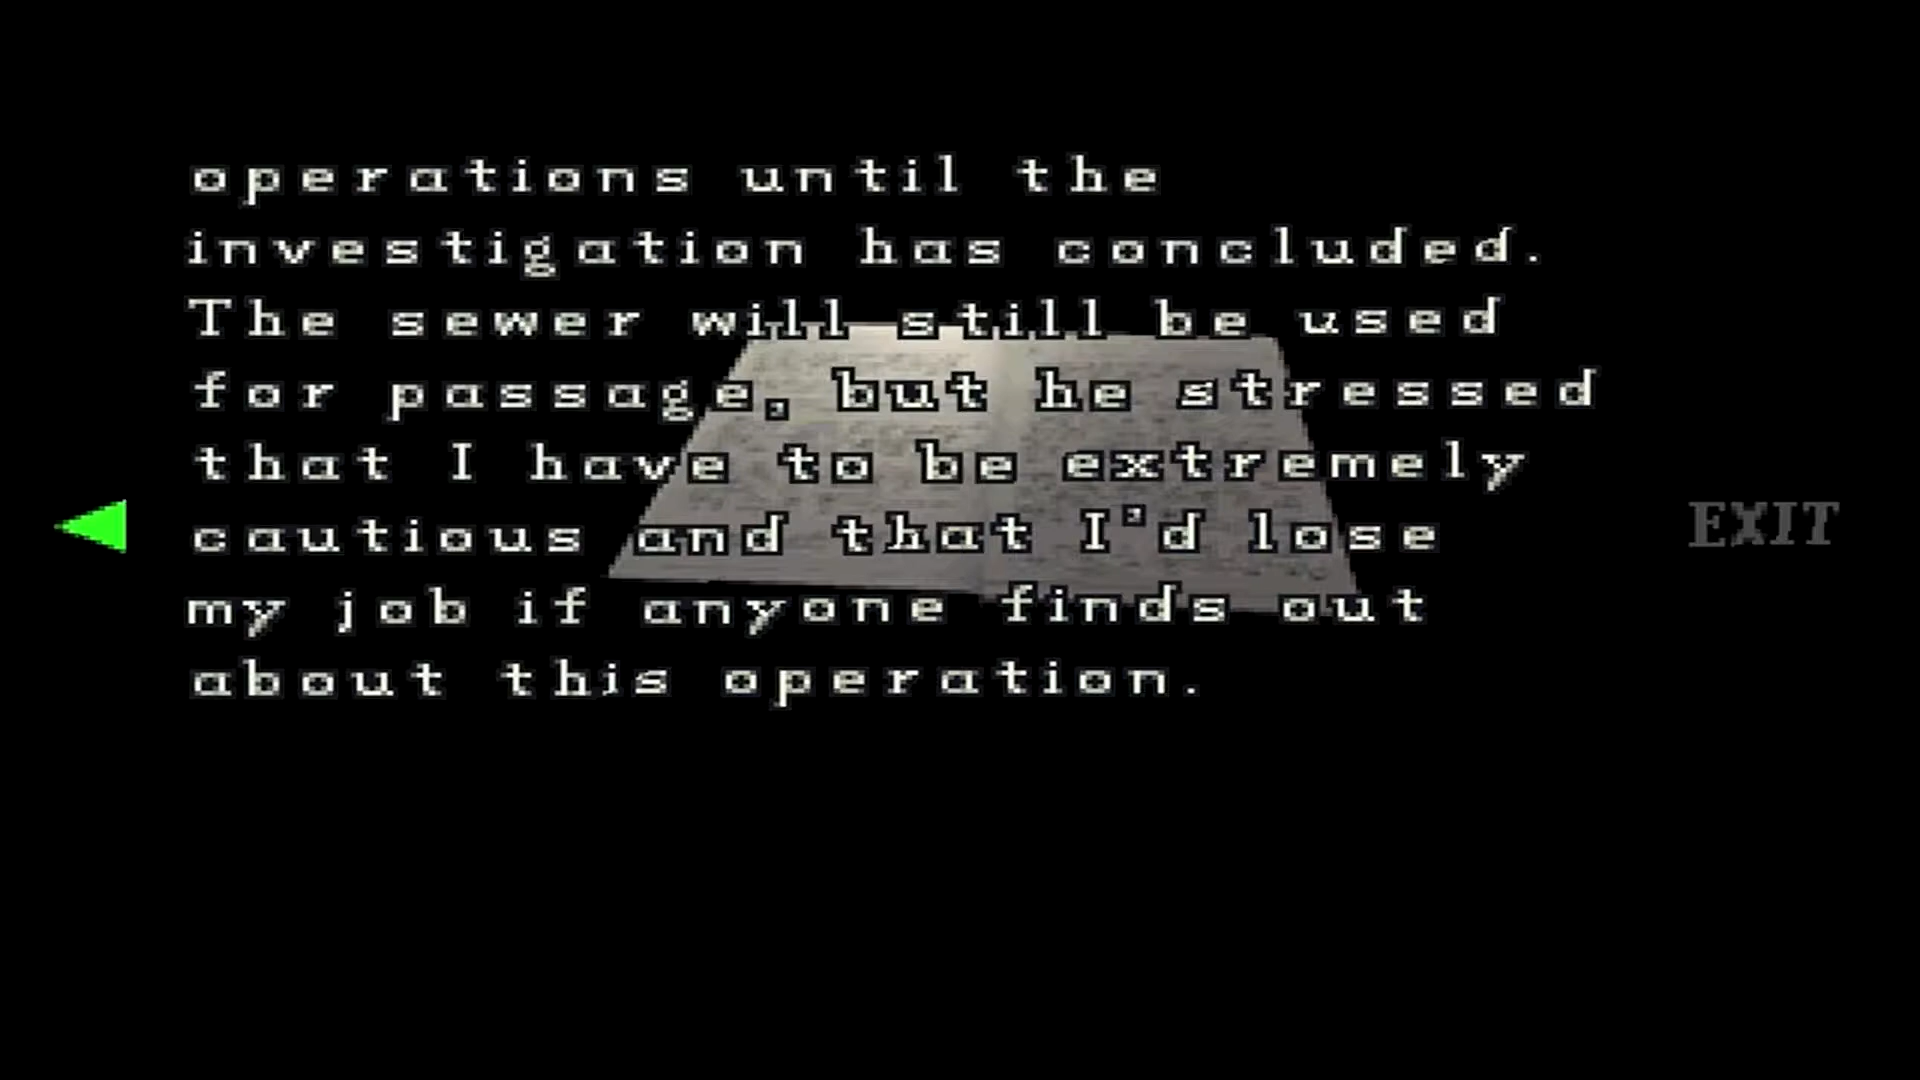 operations until the
investigation has concluded.
The sewer will still be used
for passage, but he stressed
that I have to be extremely
cautious and that I'd lose
my job if anyone finds out
about this operation.
EXIT